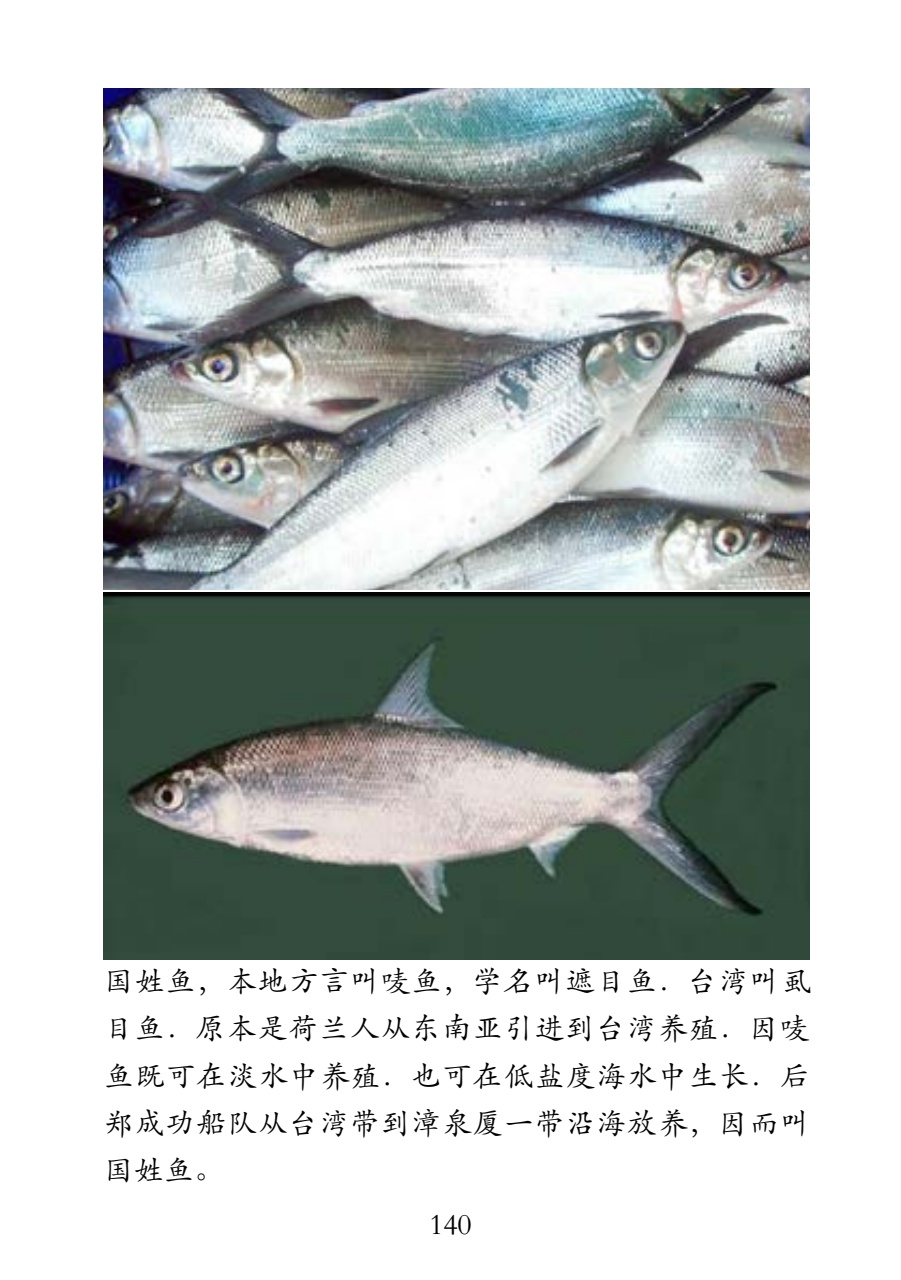 国姓鱼，本地方言叫唛鱼，学名叫遮目鱼．台湾叫虱
目鱼．原本是荷兰人从东南亚引进到台湾养殖．因唛
鱼既可在淡水中养殖．也可在低盐度海水中生长．后
郑成功船队从台湾带到漳泉厦一带沿海放养，因而叫
国姓鱼。
140